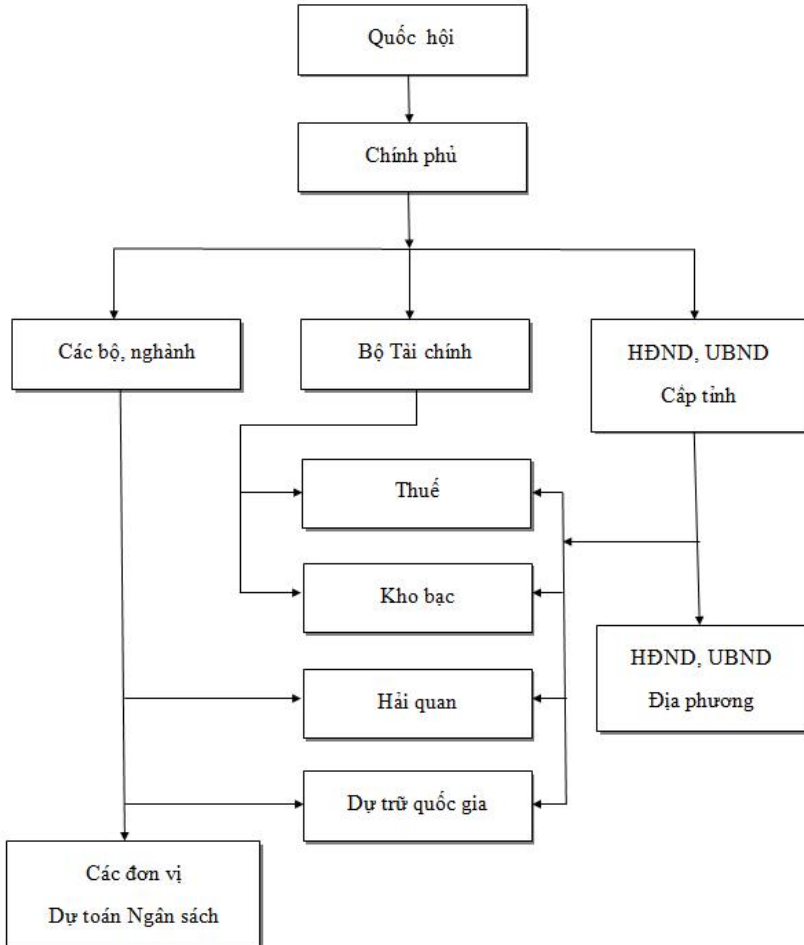 Quốc hội
Chính phủ
Các bộ, nghành
Bộ Tài chính
HĐND, UBND
Cấp tỉnh
Thuế
Kho bạc
HĐND, UBND
Địa phương
Hải quan
Dự trữ quốc gia
Các đơn vị
Dự toán Ngân sách